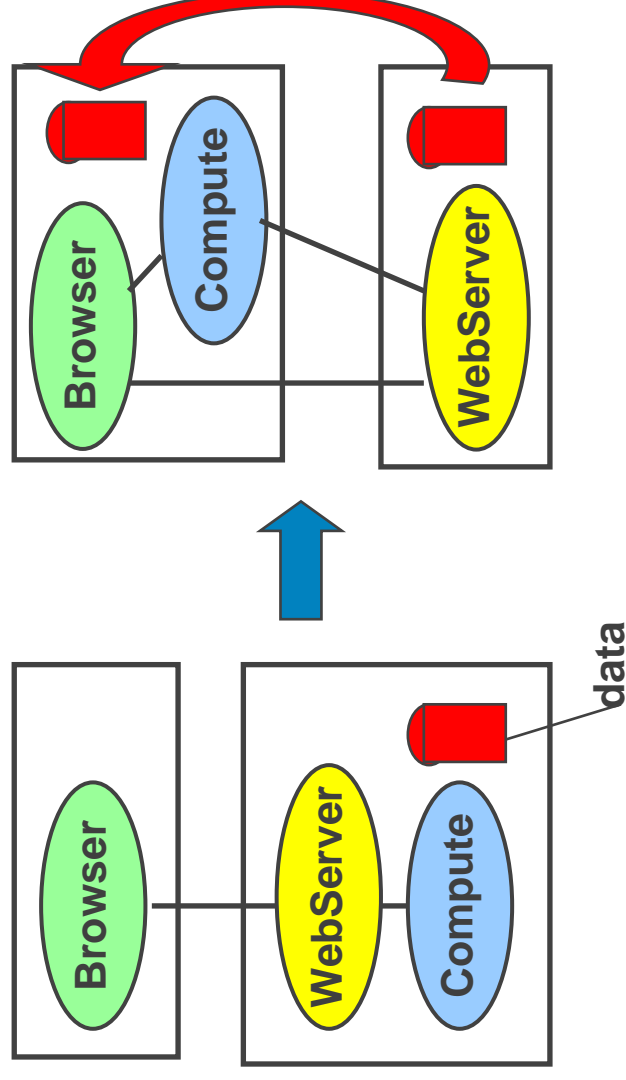 Browser
WebServer
Compute
data
Browser
Compute
WebServer